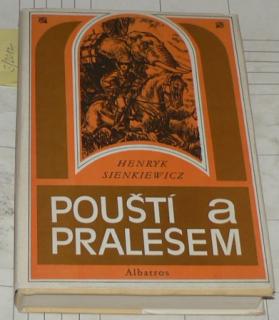 HENRYK
SIENKIEWICZ
POUŠTÍ a
PRALESEM
Albatros